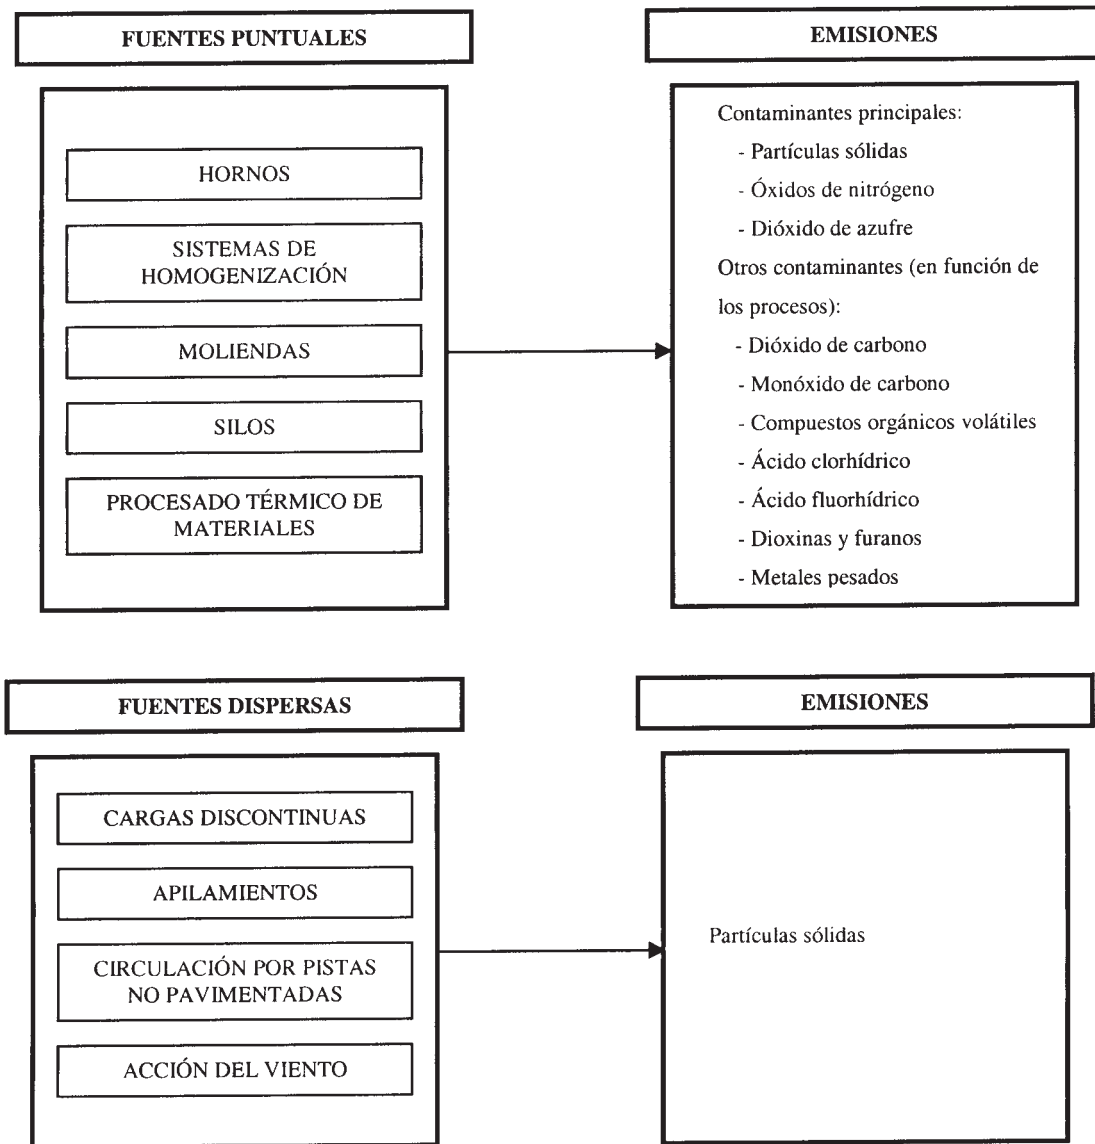 FUENTES PUNTUALES
HORNOS
SISTEMAS DE
HOMOGENIZACIÓN
MOLIENDAS
SILOS
PROCESADO TÉRMICO DE
MATERIALES
EMISIONES
Contaminantes principales:
- Partículas sólidas
- Óxidos de nitrógeno
- Dióxido de azufre
Otros contaminantes (en función de
los procesos):
- Dióxido de carbono
- Monóxido de carbono
- Compuestos orgánicos volátiles
- Ácido clorhídrico
- Ácido fluorhídrico
- Dioxinas y furanos
- Metales pesados
FUENTES DISPERSAS
CARGAS DISCONTINUAS
APILAMIENTOS
CIRCULACIÓN POR PISTAS
NO PAVIMENTADAS
ACCIÓN DEL VIENTO
EMISIONES
Partículas sólidas